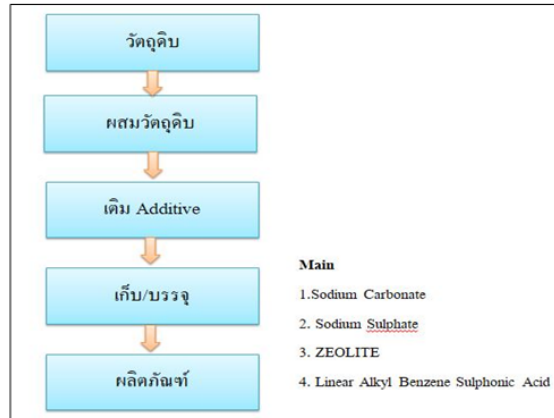 วัตถุดิบ
ผสมวัตถุดิบ
เติม Additive
เก็บ/บรรจุ
ผลิตภัณฑ์
Main
1.Sodium Carbonate
2. Sodium Sulphate
3. ZEOLITE
4. Linear Alkyl Benzene Sulphonic Acid